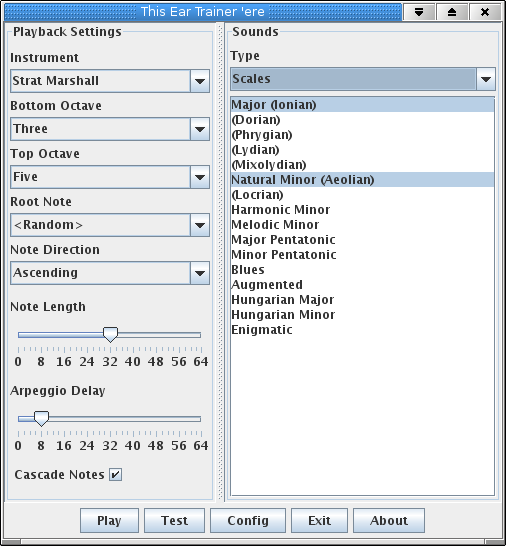 This Ear Trainer 'ere
Playback Settings
Instrument
Strat Marshall
Bottom Octave
Three
Top Octave
Five
Root Note
<Random>
Note Direction
Ascending
Note Length
0 8 16 24 32 40 48 56 64
Arpeggio Delay
0 8 16 24 32 40 48 56 64
Cascade Notes
Sounds
Type
Scales
Major (Ionian)
(Dorian)
(Phrygian)
(Lydian)
(Mixolydian)
Natural Minor (Aeolian)
(Locrian)
Harmonic Minor
Melodic Minor
Major Pentatonic
Minor Pentatonic
Blues
Augmented
Hungarian Major
Hungarian Minor
Enigmatic
Play Test Config Exit About